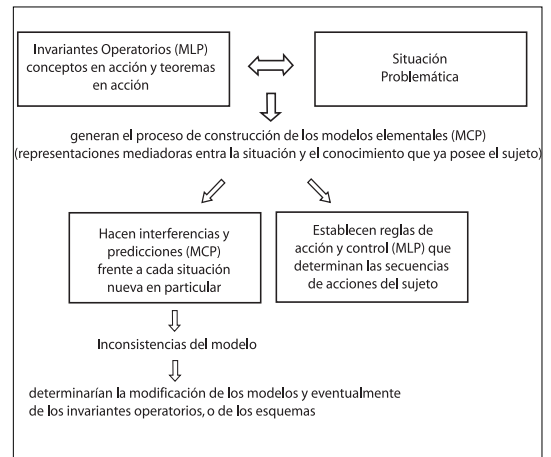 Invariantes Operatorios (MLP)
conceptos en acción y teoremas
en acción
Situación
Problemática
generan el proceso de construcción de los modelos elementales (MCP)
(representaciones mediadoras entra la situación y el conocimiento que ya posee el sujeto)
Hacen interferencias y
predicciones (MCP)
frente a cada situación
nueva en particular
Establecen reglas de
acción y control (MLP) que
determinan las secuencias
de acciones del sujeto
Inconsistencias del modelo
determinarían la modificación de los modelos y eventualmente
de los invariantes operatorios, o de los esquemas